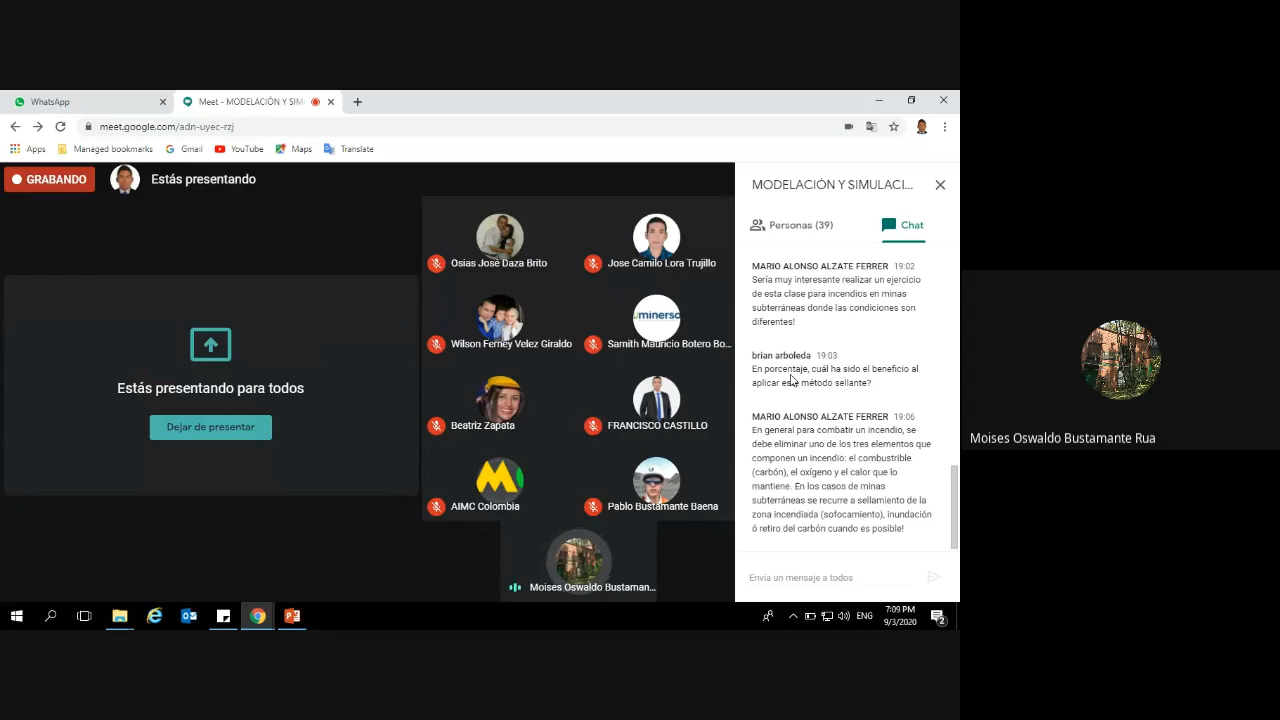 WhatsApp
Meet - MODELACIÓN Y SIM
meet.google.com/adn-uyec-rzj
Apps
Managed bookmarks
Gmail
YouTube
Maps
Translate
GRABANDO
Estás presentando
MODELACIÓN Y SIMULACI...
Personas (39)
Chat
Osias José Daza Brito
Jose Camilo Lora Trujillo
Wilson Ferney Velez Giraldo
minerso
Samith Mauricio Botero Bo...
Beatriz Zapata
FRANCISCO CASTILLO
AIMC Colombia
Pablo Bustamante Baena
Moises Oswaldo Bustaman...
Estás presentando para todos
Dejar de presentar
MARIO ALONSO ALZATE FERRER 19:02
Sería muy interesante realizar un ejercicio
de esta clase para incendios en minas
subterráneas donde las condiciones son
diferentes!
brian arboleda 19:03
En porcentaje, cuál ha sido el beneficio al
aplicar este método sellante?
MARIO ALONSO ALZATE FERRER 19:06
En general para combatir un incendio, se
debe eliminar uno de los tres elementos que
componen un incendio: el combustrible
(carbón), el oxígeno y el calor que lo
mantiene. En los casos de minas
subterráneas se recurre a sellamiento de la
zona incendiada (sofocamiento), inundación
ó retiro del carbón cuando es posible!
Envía un mensaje a todos
Moises Oswaldo Bustamante Rua
ENG
7:09 PM
9/3/2020
2